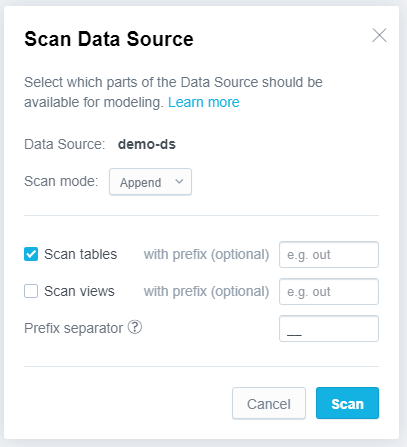 Scan Data Source
Select which parts of the Data Source should be
available for modeling. Learn more
Data Source: demo-ds
Scan mode: Append
Scan tables with prefix (optional) e.g. out
Scan views with prefix (optional) e.g. out
Prefix separator ? __
Cancel Scan